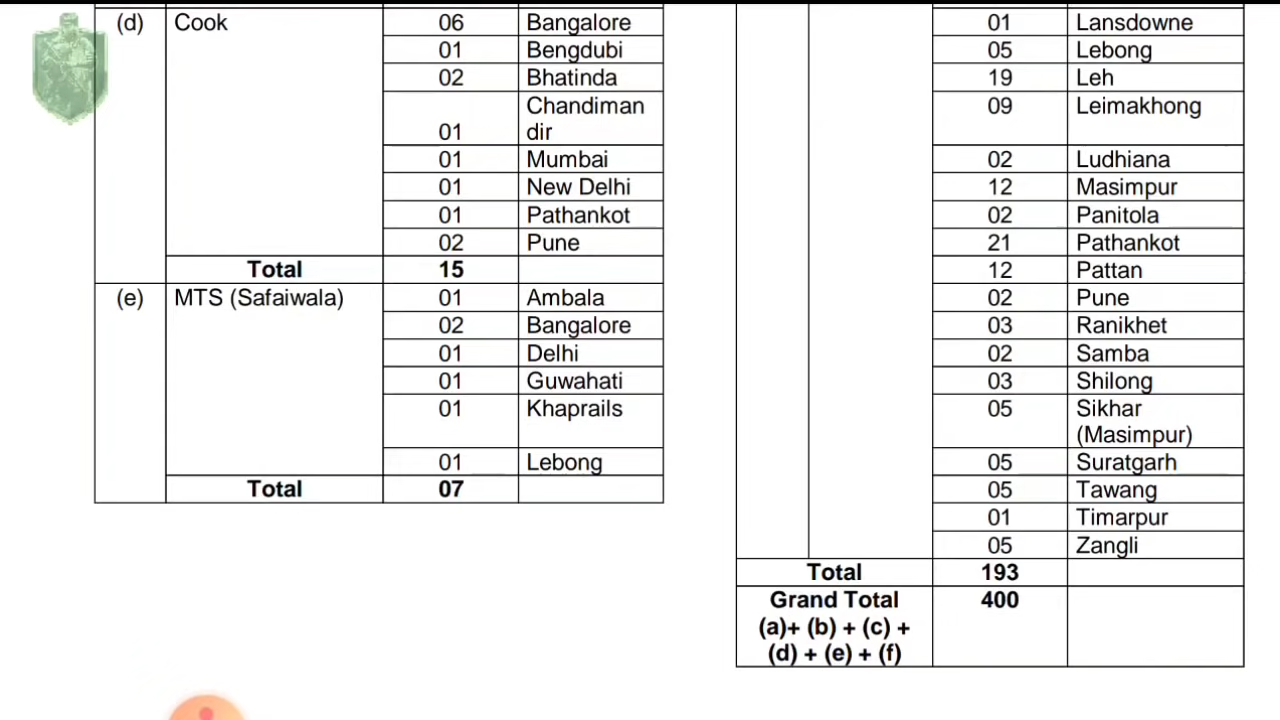 (d) Cook 06 Bangalore
01 Bengdubi
02 Bhatinda
Chandiman
01 dir
01 Mumbai
01 New Delhi
01 Pathankot
02 Pune
Total 15
(e) MTS (Safaiwala) 01 Ambala
02 Bangalore
01 Delhi
01 Guwahati
01 Khaprails
01 Lebong
Total 07
01 Lansdowne
05 Lebong
19 Leh
09 Leimakhong
02 Ludhiana
12 Masimpur
02 Panitola
21 Pathankot
12 Pattan
02 Pune
03 Ranikhet
02 Samba
03 Shilong
05 Sikhar
(Masimpur)
05 Suratgarh
05 Tawang
01 Timarpur
05 Zangli
Total 193
Grand Total 400
(a)+ (b) + (c) +
(d) + (e) + (f)